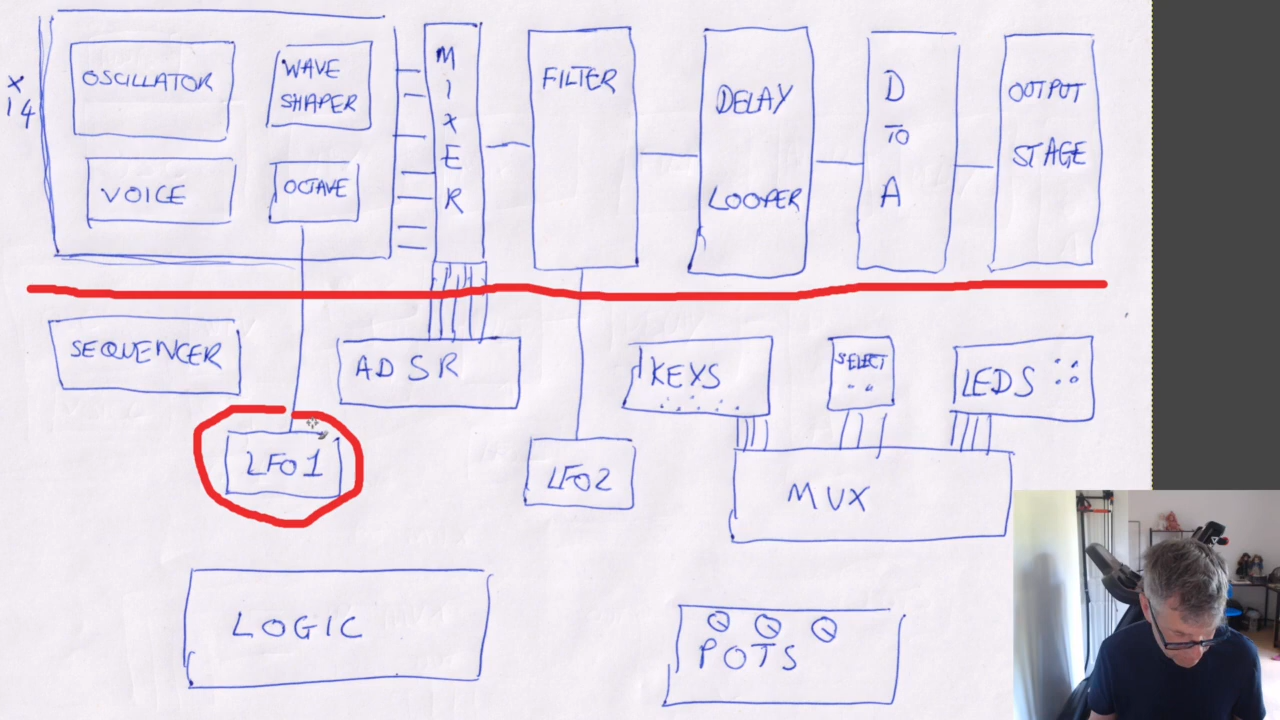 x
14
OSCILLATOR
WAVE
SHAPER
VOICE
OCTAVE
MIXER
FILTER
DELAY
LOOPER
D
TO
A
OUTPUT
STAGE
SEQUENCER
ADSR
KEYS
SELECT
LEDS
LFO1
LFO2
MUX
LOGIC
POTS